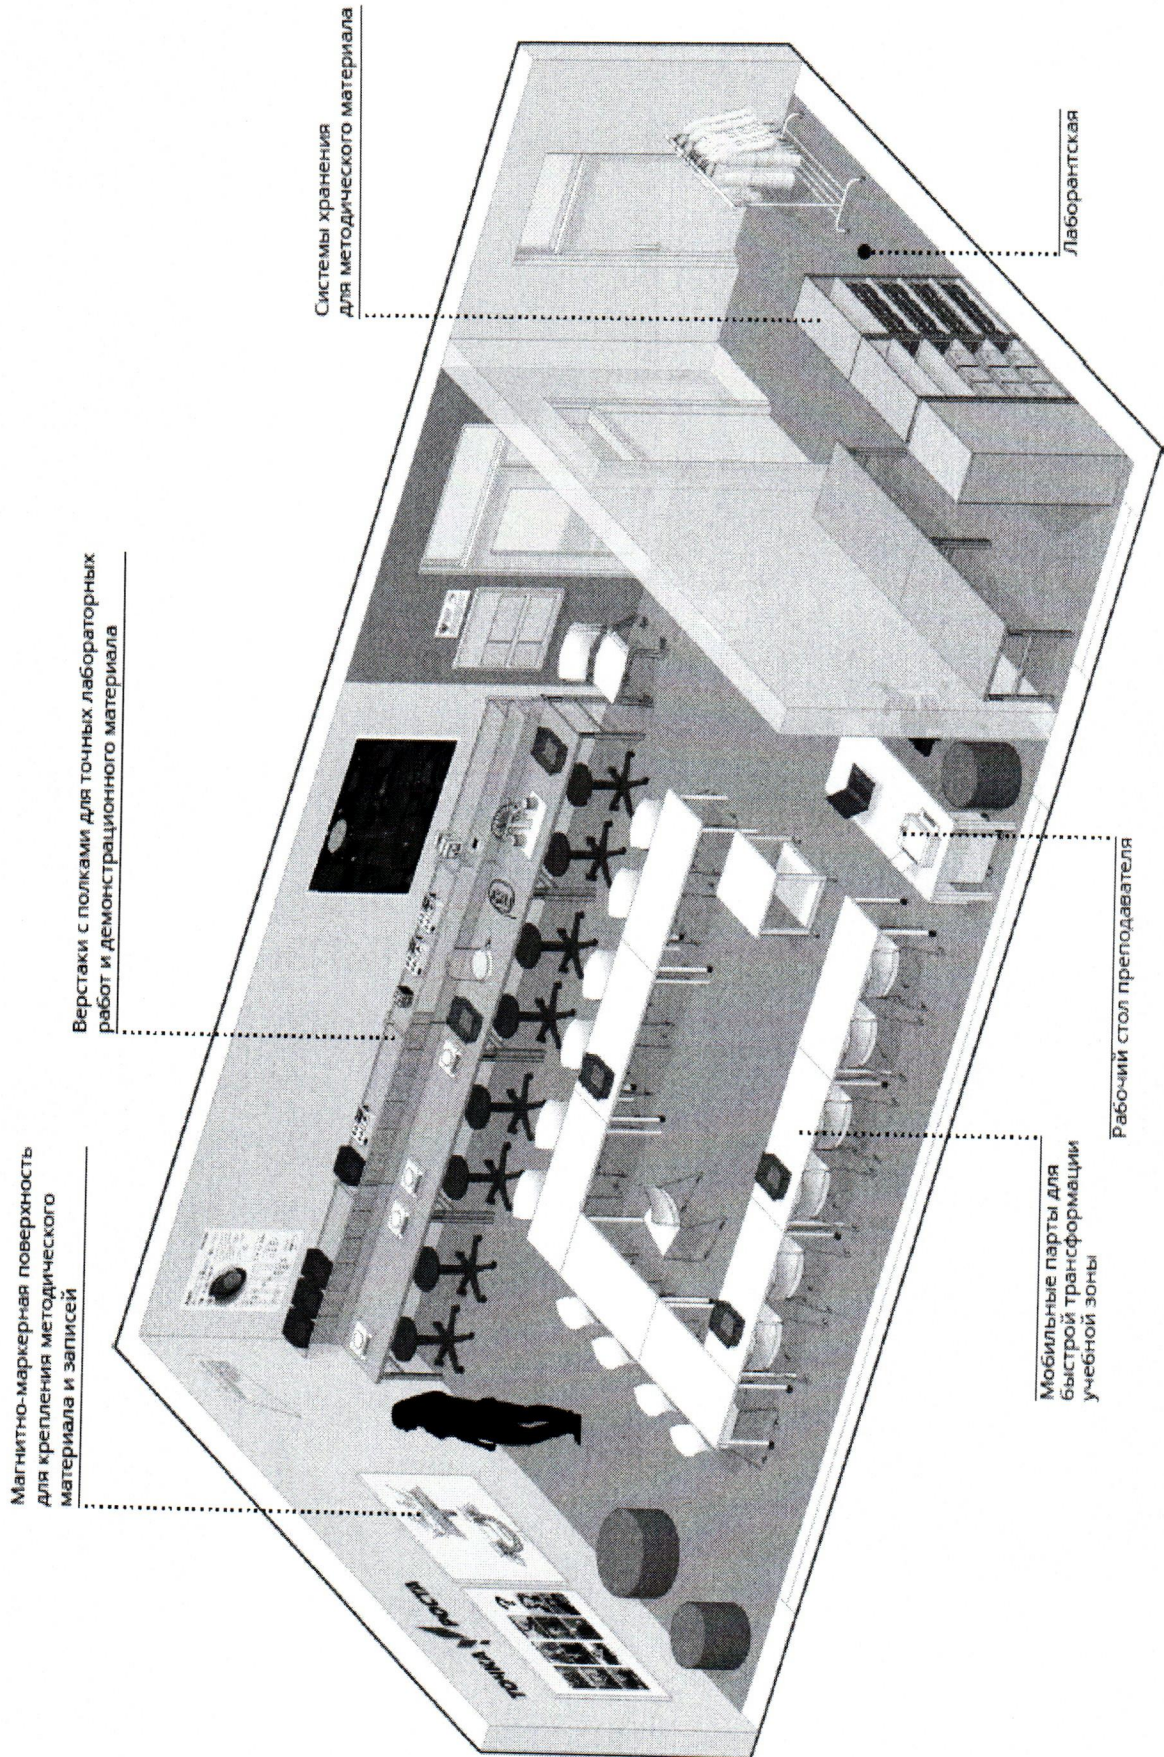 Магнитно-маркерная поверхность
для крепления методического
материала и записей
Верстаки с полками для точных лабораторных
работ и демонстрационного материала
Системы хранения
для методического материала
ТОЧКА РОСТА
Мобильные парты для
быстрой трансформации
учебной зоны
Рабочий стол преподавателя
Лаборантская